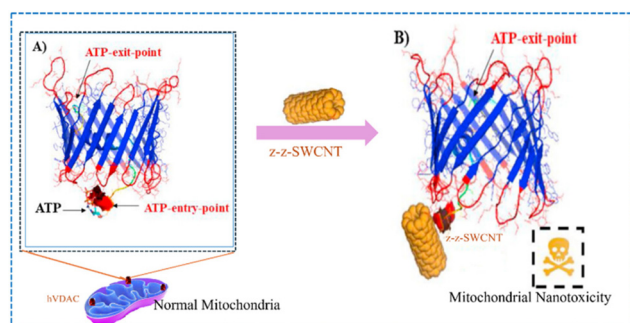 A)
ATP-exit-point
ATP
ATP-entry-point
hVDAC
Normal Mitochondria
z-z-SWCNT
B)
ATP-exit-point
z-z-SWCNT
Mitochondrial Nanotoxicity